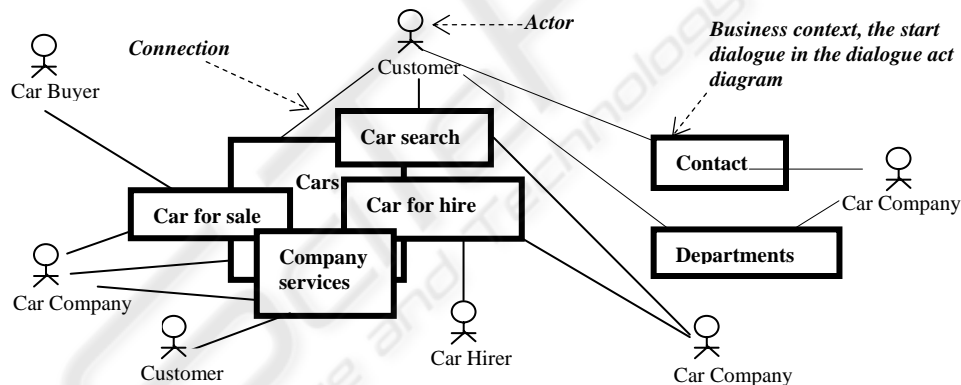 Connection
Actor
Business context, the start
dialogue in the dialogue act
diagram
Customer
Car Buyer
Car search
Contact
Cars
Car for sale
Car for hire
Car Company
Departments
Company
services
Car Company
Customer
Car Hirer
Car Company